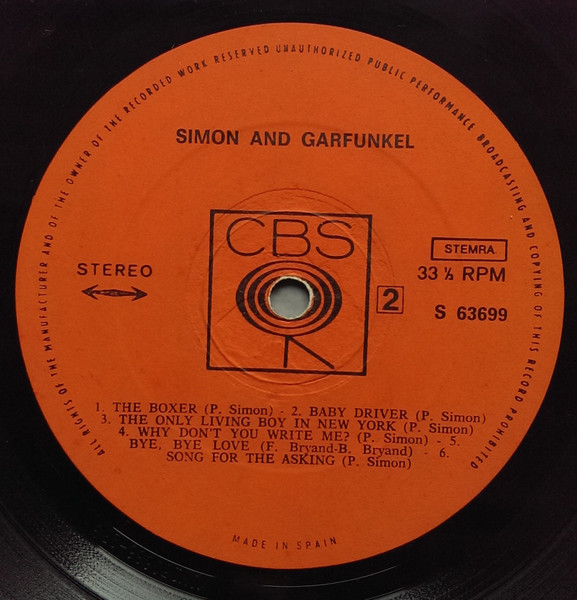 ALL RIGHTS OF THE MANUFACTURER AND OF THE OWNER OF THE RECORDED WORK RESERVED UNAUTHORIZED PUBLIC PERFORMANCE BROADCASTING AND COPYING OF THIS RECORD PROHIBITED
SIMON AND GARFUNKEL
CBS
STEREO
STEMRA
33 ⅓ RPM
2
S 63699
1. THE BOXER (P. Simon) - 2. BABY DRIVER (P. Simon)
3. THE ONLY LIVING BOY IN NEW YORK (P. Simon)
4. WHY DON'T YOU WRITE ME? (P. Simon) - 5.
BYE, BYE LOVE (F. Bryand-B. Bryand) - 6.
SONG FOR THE ASKING (P. Simon)
MADE IN SPAIN